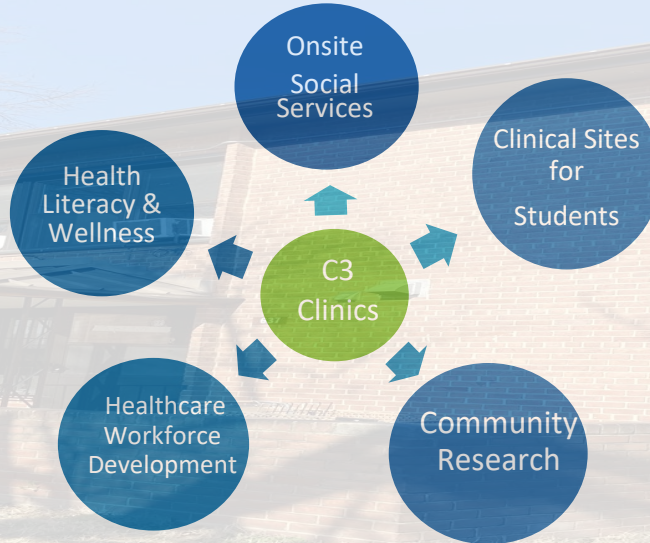 Onsite
Social
Services
Clinical Sites
for
Students
Health
Literacy &
Wellness
C3
Clinics
Healthcare
Workforce
Development
Community
Research